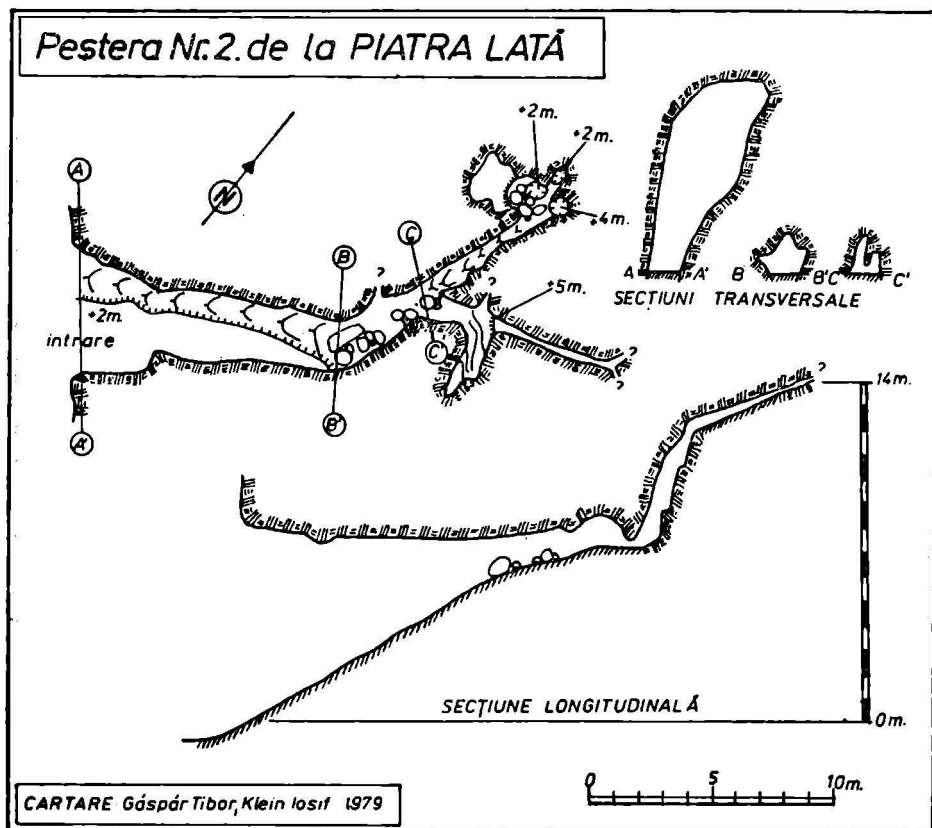 Pestera Nr. 2. de la PIATRA LATĂ
+2m.
+2m.
+4m.
N
A
B
C
?
+5m.
+2m.
intrare
C'
?
?
A'
B'
A A' B B' C C'
SECTIUNI TRANSVERSALE
?
14m.
SECŢIUNE LONGITUDINALĂ
0m.
CARTARE Gáspár Tibor, Klein Iosif 1979
0 5 10m.